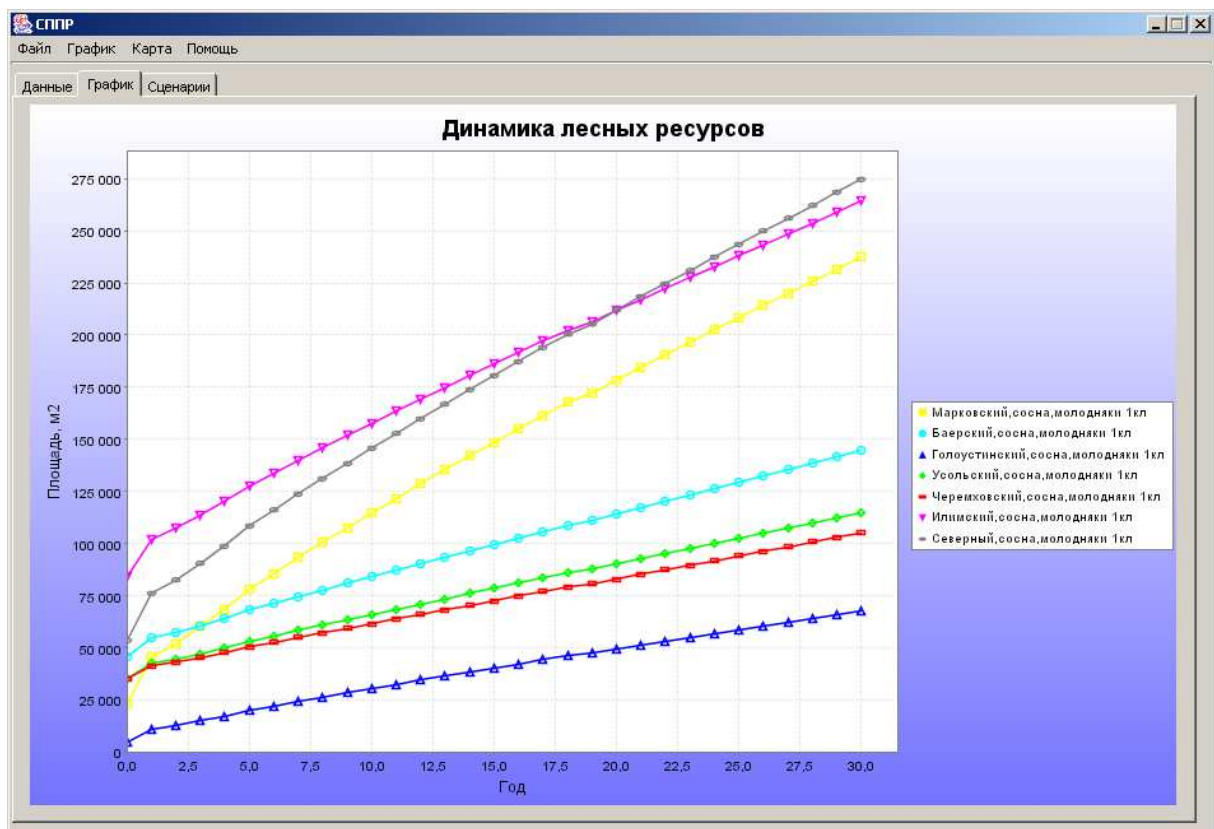 СППР
Файл График Карта Помощь
Данные График Сценарии
Динамика лесных ресурсов
275 000
250 000
225 000
200 000
175 000
150 000
125 000
100 000
75 000
50 000
25 000
0
Площадь, м2
0,0 2,5 5,0 7,5 10,0 12,5 15,0 17,5 20,0 22,5 25,0 27,5 30,0
Год
Марковский,сосна,молодняки 1кл
Баерский,сосна,молодняки 1кл
Голоустинский,сосна,молодняки 1кл
Усольский,сосна,молодняки 1кл
Черемховский,сосна,молодняки 1кл
Илимский,сосна,молодняки 1кл
Северный,сосна,молодняки 1кл